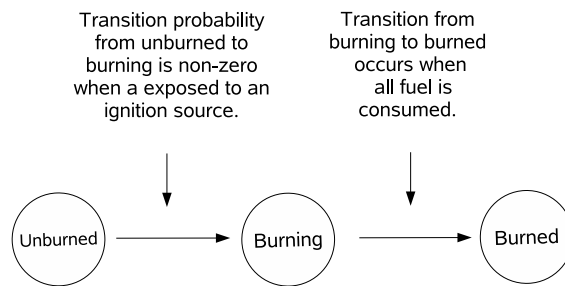 Transition probability
from unburned to
burning is non-zero
when a exposed to an
ignition source.
Transition from
burning to burned
occurs when
all fuel is
consumed.
Unburned
Burning
Burned